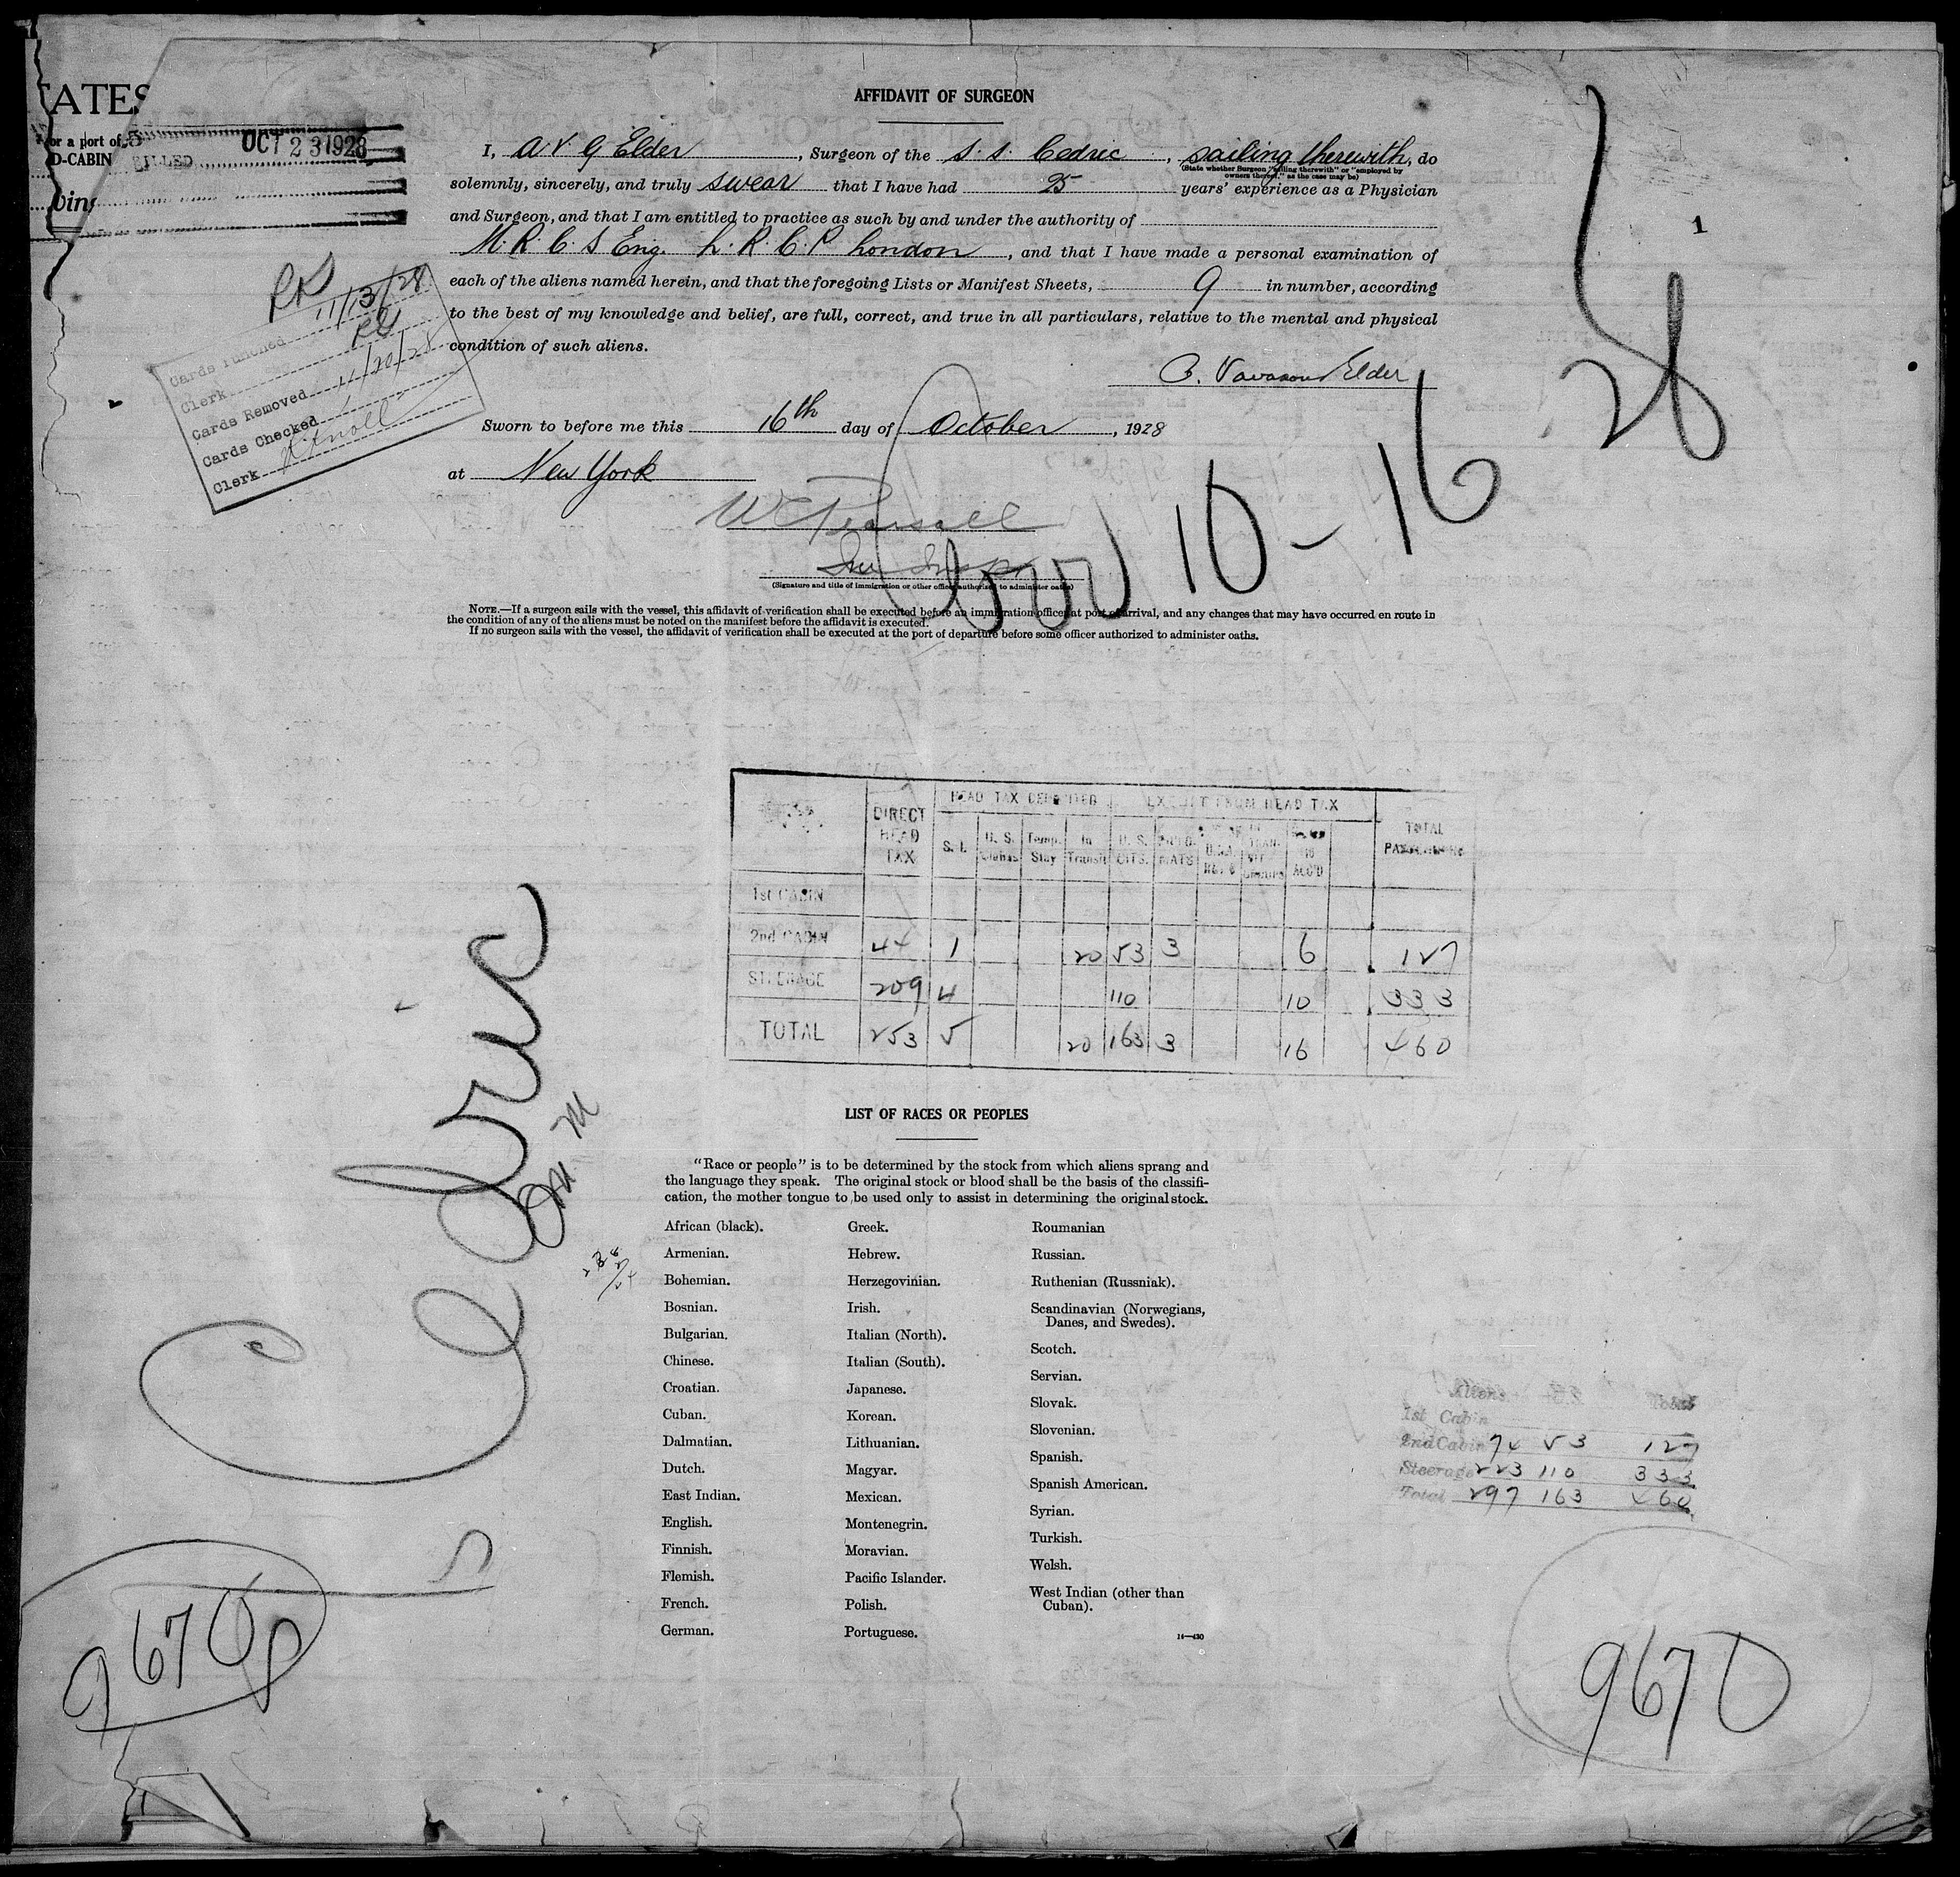 TATES
or a port of
D-CABIN
BILLED
OCT 23 1928
AFFIDAVIT OF SURGEON
I, A V G Elder, Surgeon of the S. S. Cedric, sailing therewith, do
(State whether Surgeon "sailing therewith" or "employed by
owners thereof," as the case may be)
solemnly, sincerely, and truly swear that I have had 25 years' experience as a Physician
and Surgeon, and that I am entitled to practice as such by and under the authority of
M. R. C. S Eng. L. R. C. P London, and that I have made a personal examination of
each of the aliens named herein, and that the foregoing Lists or Manifest Sheets, 9 in number, according
to the best of my knowledge and belief, are full, correct, and true in all particulars, relative to the mental and physical
condition of such aliens.
Vavasour Elder
Sworn to before me this 16th day of October, 1928
at New York
W C Pearsall
(Signature and title of immigration or other officer authorized to administer oaths)
NOTE.—If a surgeon sails with the vessel, this affidavit of verification shall be executed before an immigration officer at port of arrival, and any changes that may have occurred en route in
the condition of any of the aliens must be noted on the manifest before the affidavit is executed.
If no surgeon sails with the vessel, the affidavit of verification shall be executed at the port of departure before some officer authorized to administer oaths.
1
28
10-16
Cards Punched 11/13/28
Clerk
Cards Removed 11/20/28
Cards Checked
Clerk Knoll
DIRECT HEAD TAX
HEAD TAX DEPOSITED
EXEMPT FROM HEAD TAX
TOTAL
S. I. U. S. Temp. Stay In Transit U. S. CITS.
1st CABIN
2nd CABIN 44 1 20 53 3 6 127
STEERAGE 209 4 110 10 333
TOTAL 253 5 20 163 3 16 460
Cedric
LIST OF RACES OR PEOPLES
"Race or people" is to be determined by the stock from which aliens sprang and
the language they speak. The original stock or blood shall be the basis of the classifi-
cation, the mother tongue to be used only to assist in determining the original stock.
African (black).
Armenian.
Bohemian.
Bosnian.
Bulgarian.
Chinese.
Croatian.
Cuban.
Dalmatian.
Dutch.
East Indian.
English.
Finnish.
Flemish.
French.
German.
Greek.
Hebrew.
Herzegovinian.
Irish.
Italian (North).
Italian (South).
Japanese.
Korean.
Lithuanian.
Magyar.
Mexican.
Montenegrin.
Moravian.
Pacific Islander.
Polish.
Portuguese.
Roumanian
Russian.
Ruthenian (Russniak).
Scandinavian (Norwegians,
Danes, and Swedes).
Scotch.
Servian.
Slovak.
Slovenian.
Spanish.
Spanish American.
Syrian.
Turkish.
Welsh.
West Indian (other than
Cuban).
Aliens Total
1st Cabin
2nd Cabin 74 53 127
Steerage 223 110 333
Total 297 163 460
9670
9670